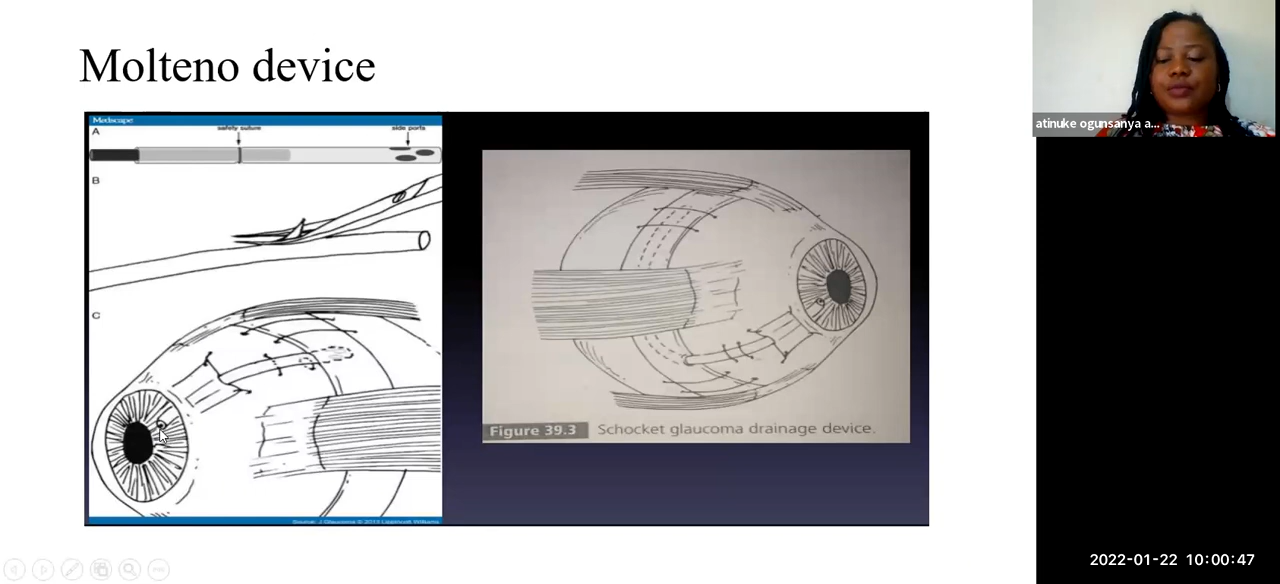 Molteno device
Medscape
A
safety suture
side ports
B
C
Source: J Glaucoma © 2013 Lippincott Williams
Figure 39.3 Schocket glaucoma drainage device.
atinuke ogunsanya a...
2022-01-22 10:00:47